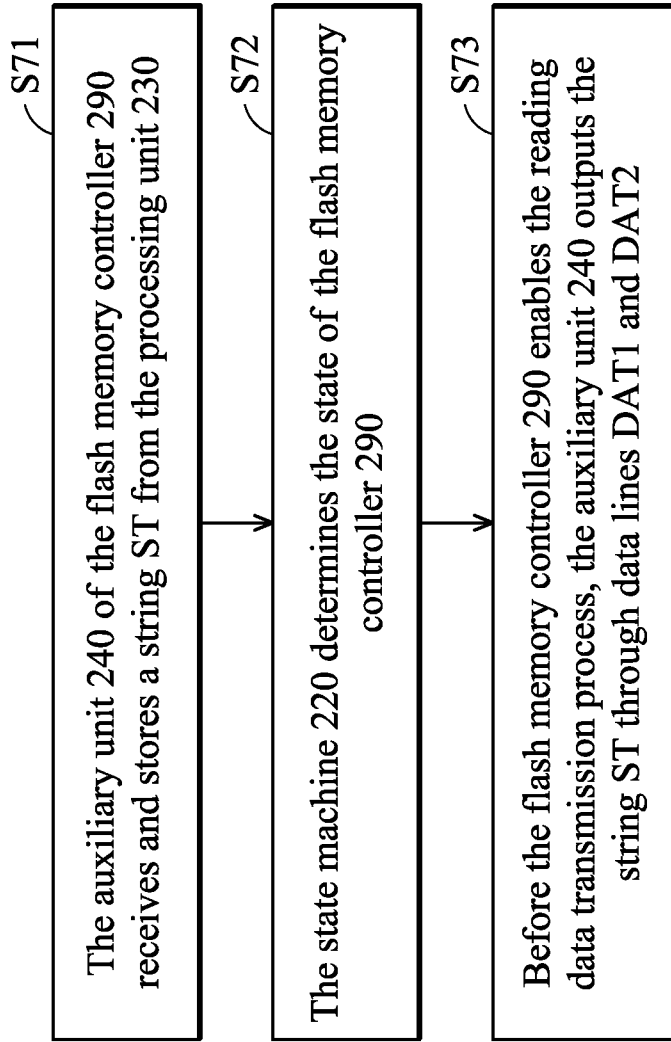 S71
The auxiliary unit 240 of the flash memory controller 290
receives and stores a string ST from the processing unit 230
S72
The state machine 220 determines the state of the flash memory
controller 290
S73
Before the flash memory controller 290 enables the reading
data transmission process, the auxiliary unit 240 outputs the
string ST through data lines DAT1 and DAT2